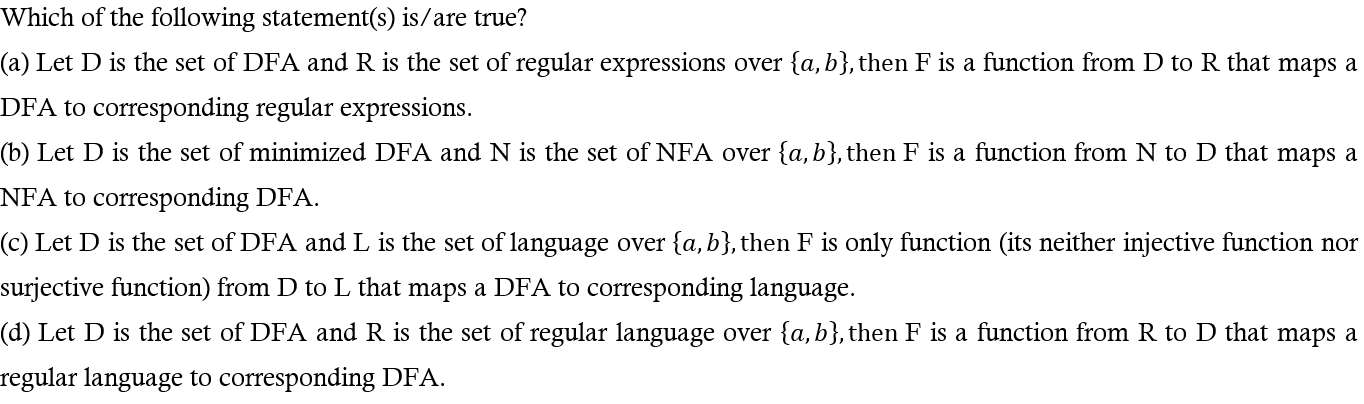 Which of the following statement(s) is/are true?
(a) Let D is the set of DFA and R is the set of regular expressions over {a, b}, then F is a function from D to R that maps a
DFA to corresponding regular expressions.
(b) Let D is the set of minimized DFA and N is the set of NFA over {a, b}, then F is a function from N to D that maps a
NFA to corresponding DFA.
(c) Let D is the set of DFA and L is the set of language over {a, b}, then F is only function (its neither injective function nor
surjective function) from D to L that maps a DFA to corresponding language.
(d) Let D is the set of DFA and R is the set of regular language over {a, b}, then F is a function from R to D that maps a
regular language to corresponding DFA.